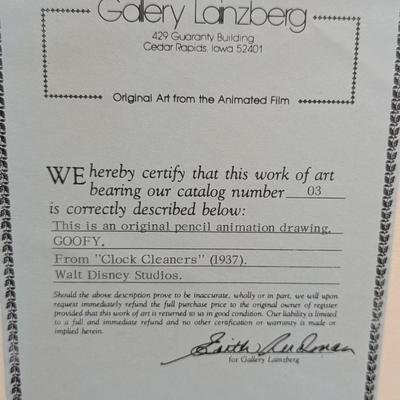 Gallery Lainzberg
429 Guaranty Building
Cedar Rapids, Iowa 52401
Original Art from the Animated Film
WE hereby certify that this work of art
bearing our catalog number 03
is correctly described below:
This is an original pencil animation drawing.
GOOFY.
From "Clock Cleaners" (1937).
Walt Disney Studios.
Should the above description prove to be inaccurate, wholly or in part, we will upon
request immediately refund the full purchase price to the original owner of register
provided that this work of art is returned to us in good condition. Our liability is limited
to a full and immediate refund and no other certification or warranty is made or
implied herein.
for Gallery Lainzberg